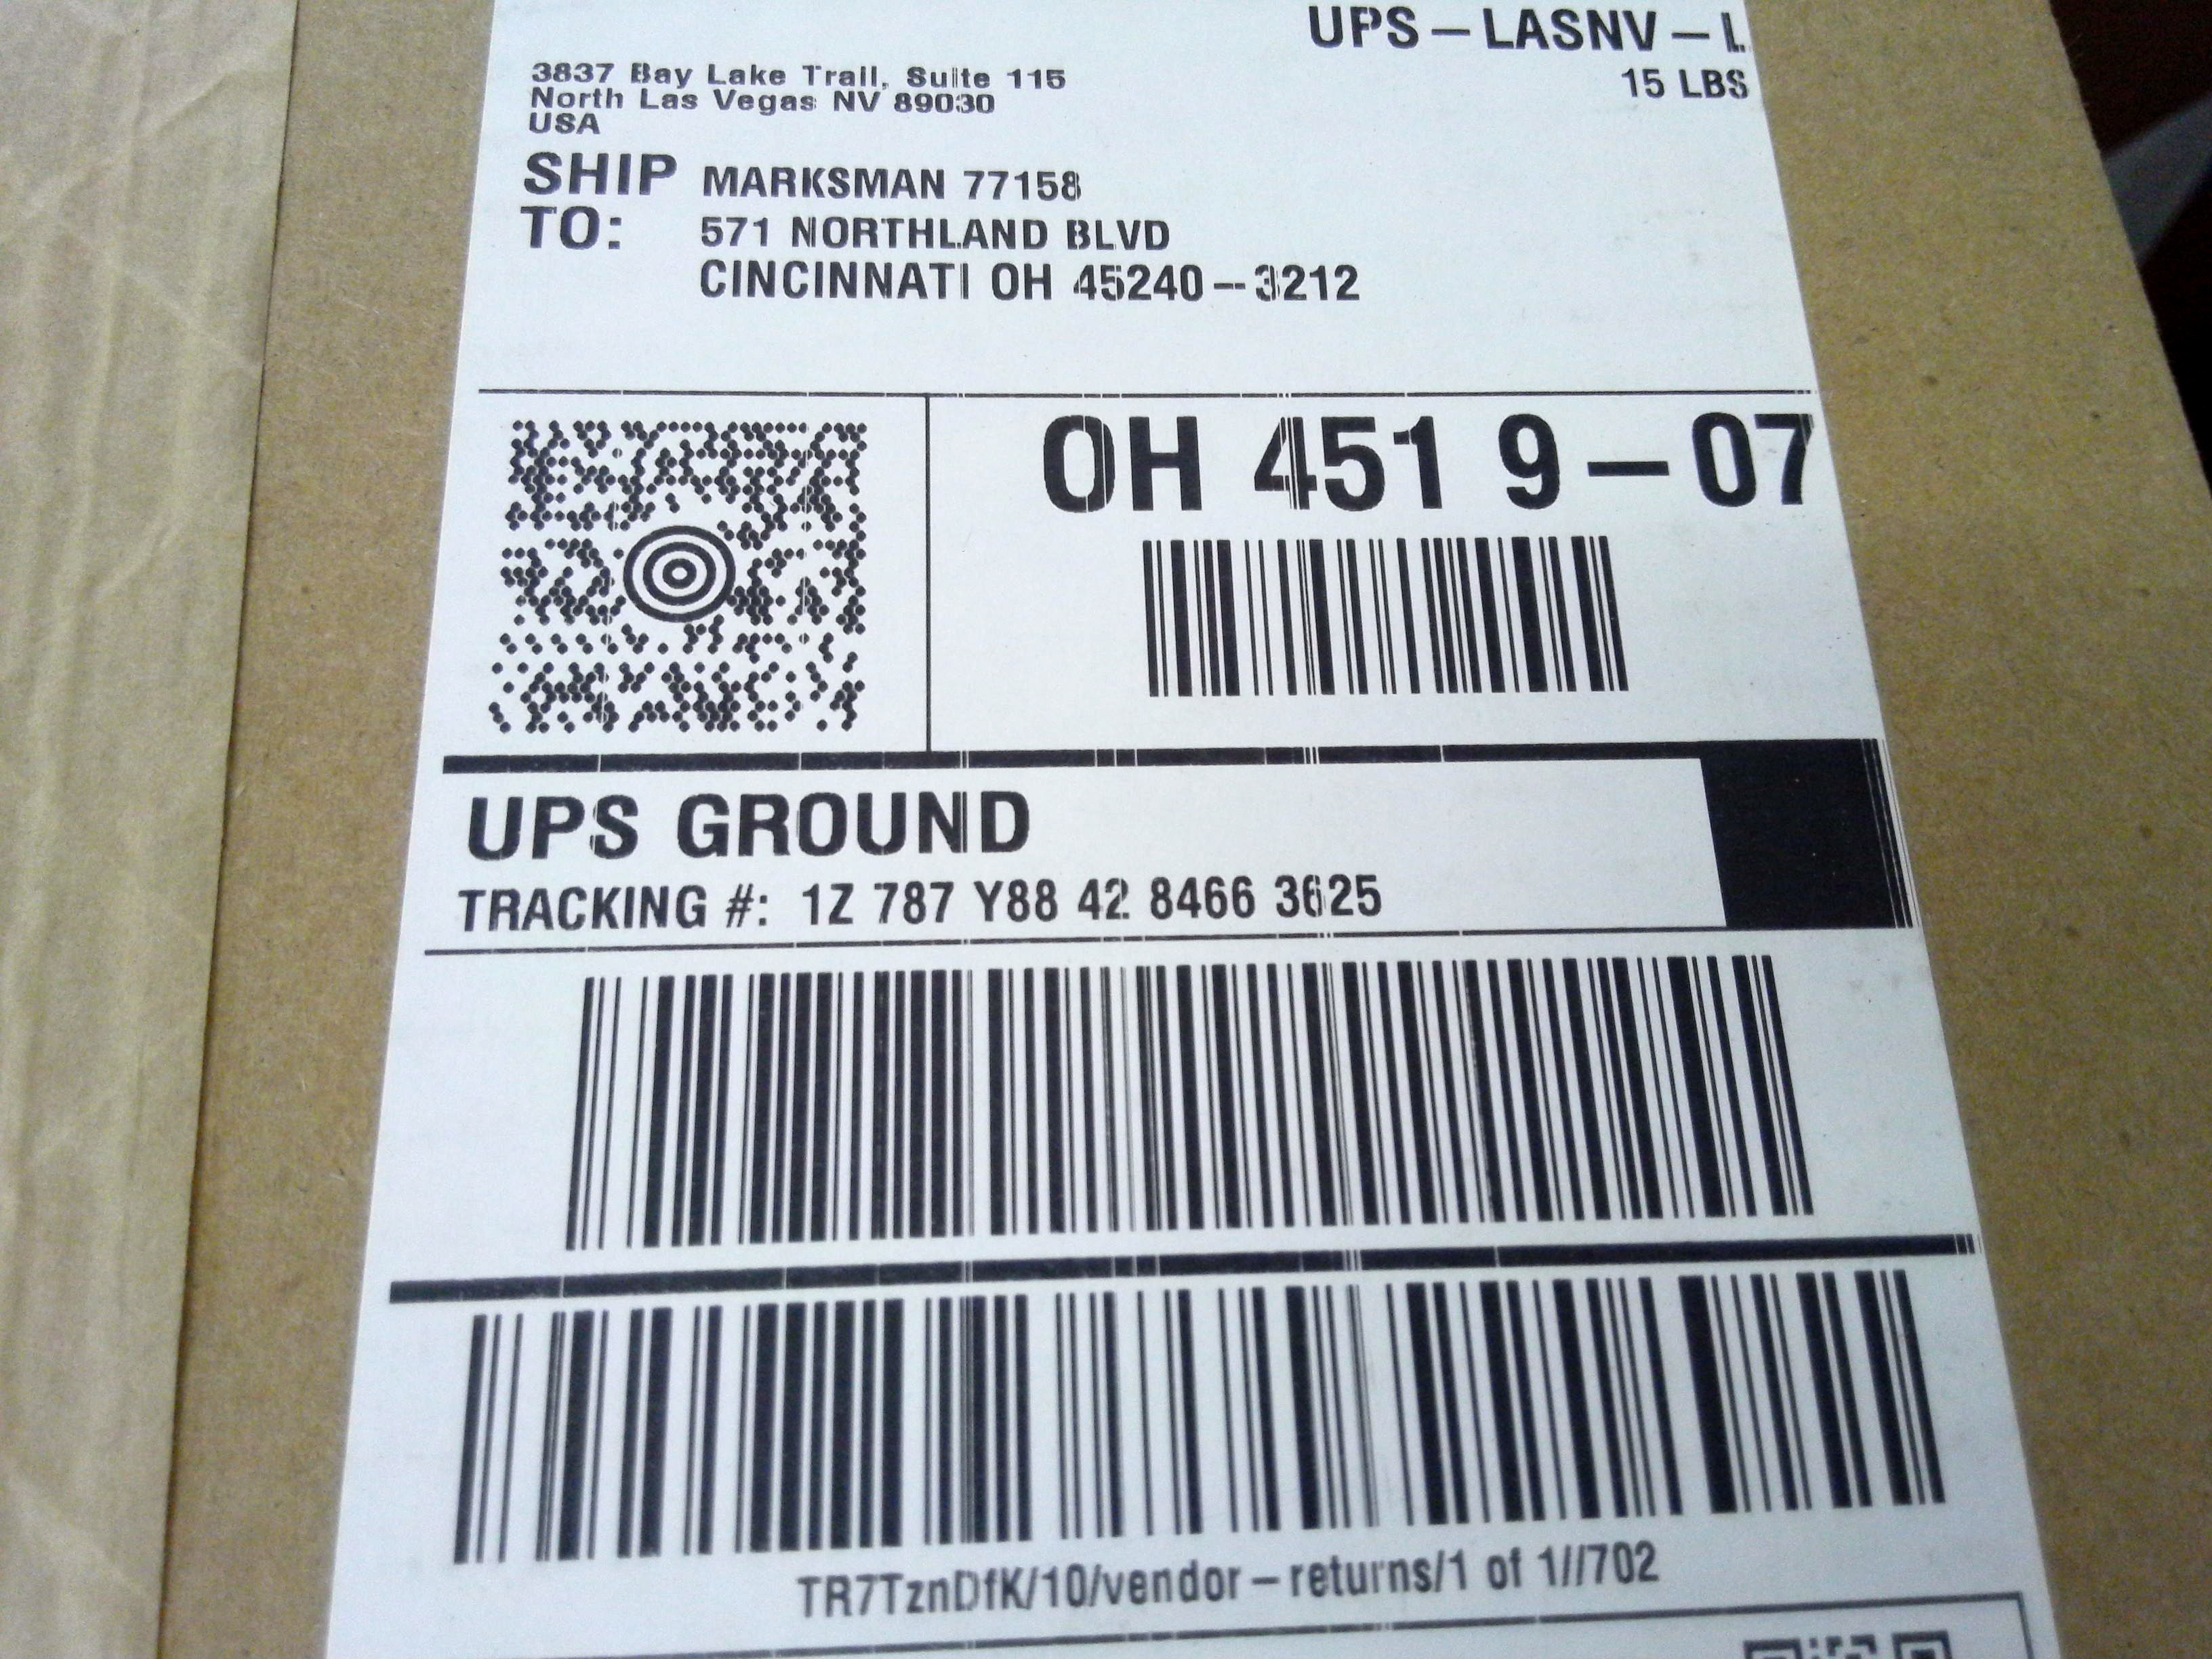 UPS – LASNV – L
15 LBS
3837 Bay Lake Trail, Suite 115
North Las Vegas NV 89030
USA
SHIP TO:
MARKSMAN 77158
571 NORTHLAND BLVD
CINCINNATI OH 45240 – 3212
OH 451 9 – 07
UPS GROUND
TRACKING #: 1Z 787 Y88 42 8466 3625
TR7TznDfK/10/vendor – returns/1 of 1//702